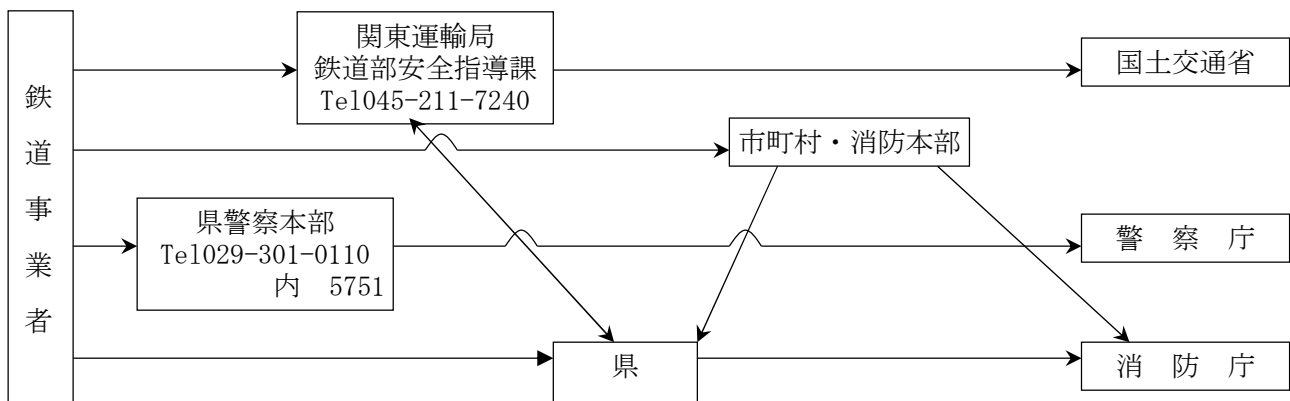 鉄道事業者
関東運輸局
鉄道部安全指導課
Tel045-211-7240
国土交通省
市町村・消防本部
県警察本部
Tel029-301-0110
内　5751
警　察　庁
県
消　防　庁